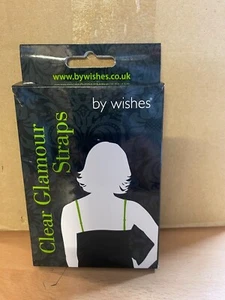 www.bywishes.co.uk
by wishes®
Clear Glamour
Straps